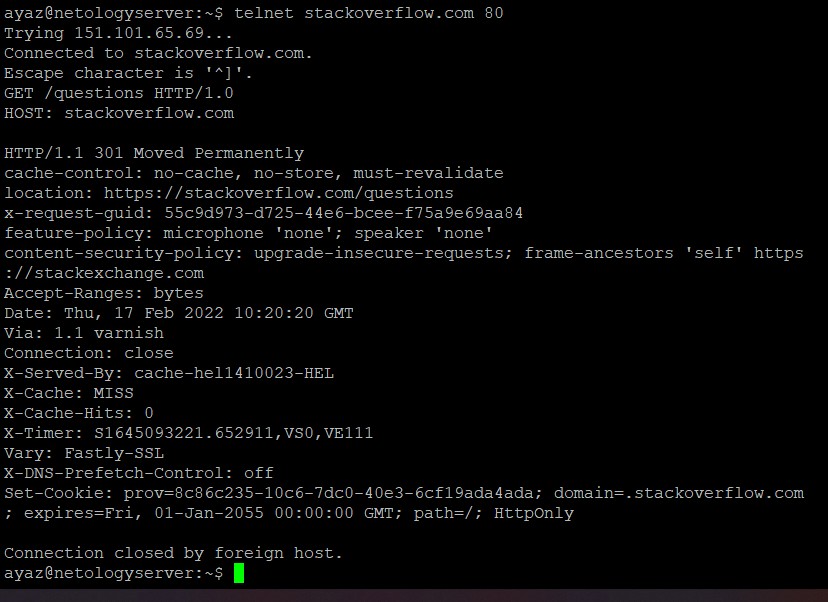 ayaz@netologyserver:~$ telnet stackoverflow.com 80
Trying 151.101.65.69...
Connected to stackoverflow.com.
Escape character is '^]'.
GET /questions HTTP/1.0
HOST: stackoverflow.com

HTTP/1.1 301 Moved Permanently
cache-control: no-cache, no-store, must-revalidate
location: https://stackoverflow.com/questions
x-request-guid: 55c9d973-d725-44e6-bcee-f75a9e69aa84
feature-policy: microphone 'none'; speaker 'none'
content-security-policy: upgrade-insecure-requests; frame-ancestors 'self' https
://stackexchange.com
Accept-Ranges: bytes
Date: Thu, 17 Feb 2022 10:20:20 GMT
Via: 1.1 varnish
Connection: close
X-Served-By: cache-hel1410023-HEL
X-Cache: MISS
X-Cache-Hits: 0
X-Timer: S1645093221.652911,VS0,VE111
Vary: Fastly-SSL
X-DNS-Prefetch-Control: off
Set-Cookie: prov=8c86c235-10c6-7dc0-40e3-6cf19ada4ada; domain=.stackoverflow.com
; expires=Fri, 01-Jan-2055 00:00:00 GMT; path=/; HttpOnly

Connection closed by foreign host.
ayaz@netologyserver:~$